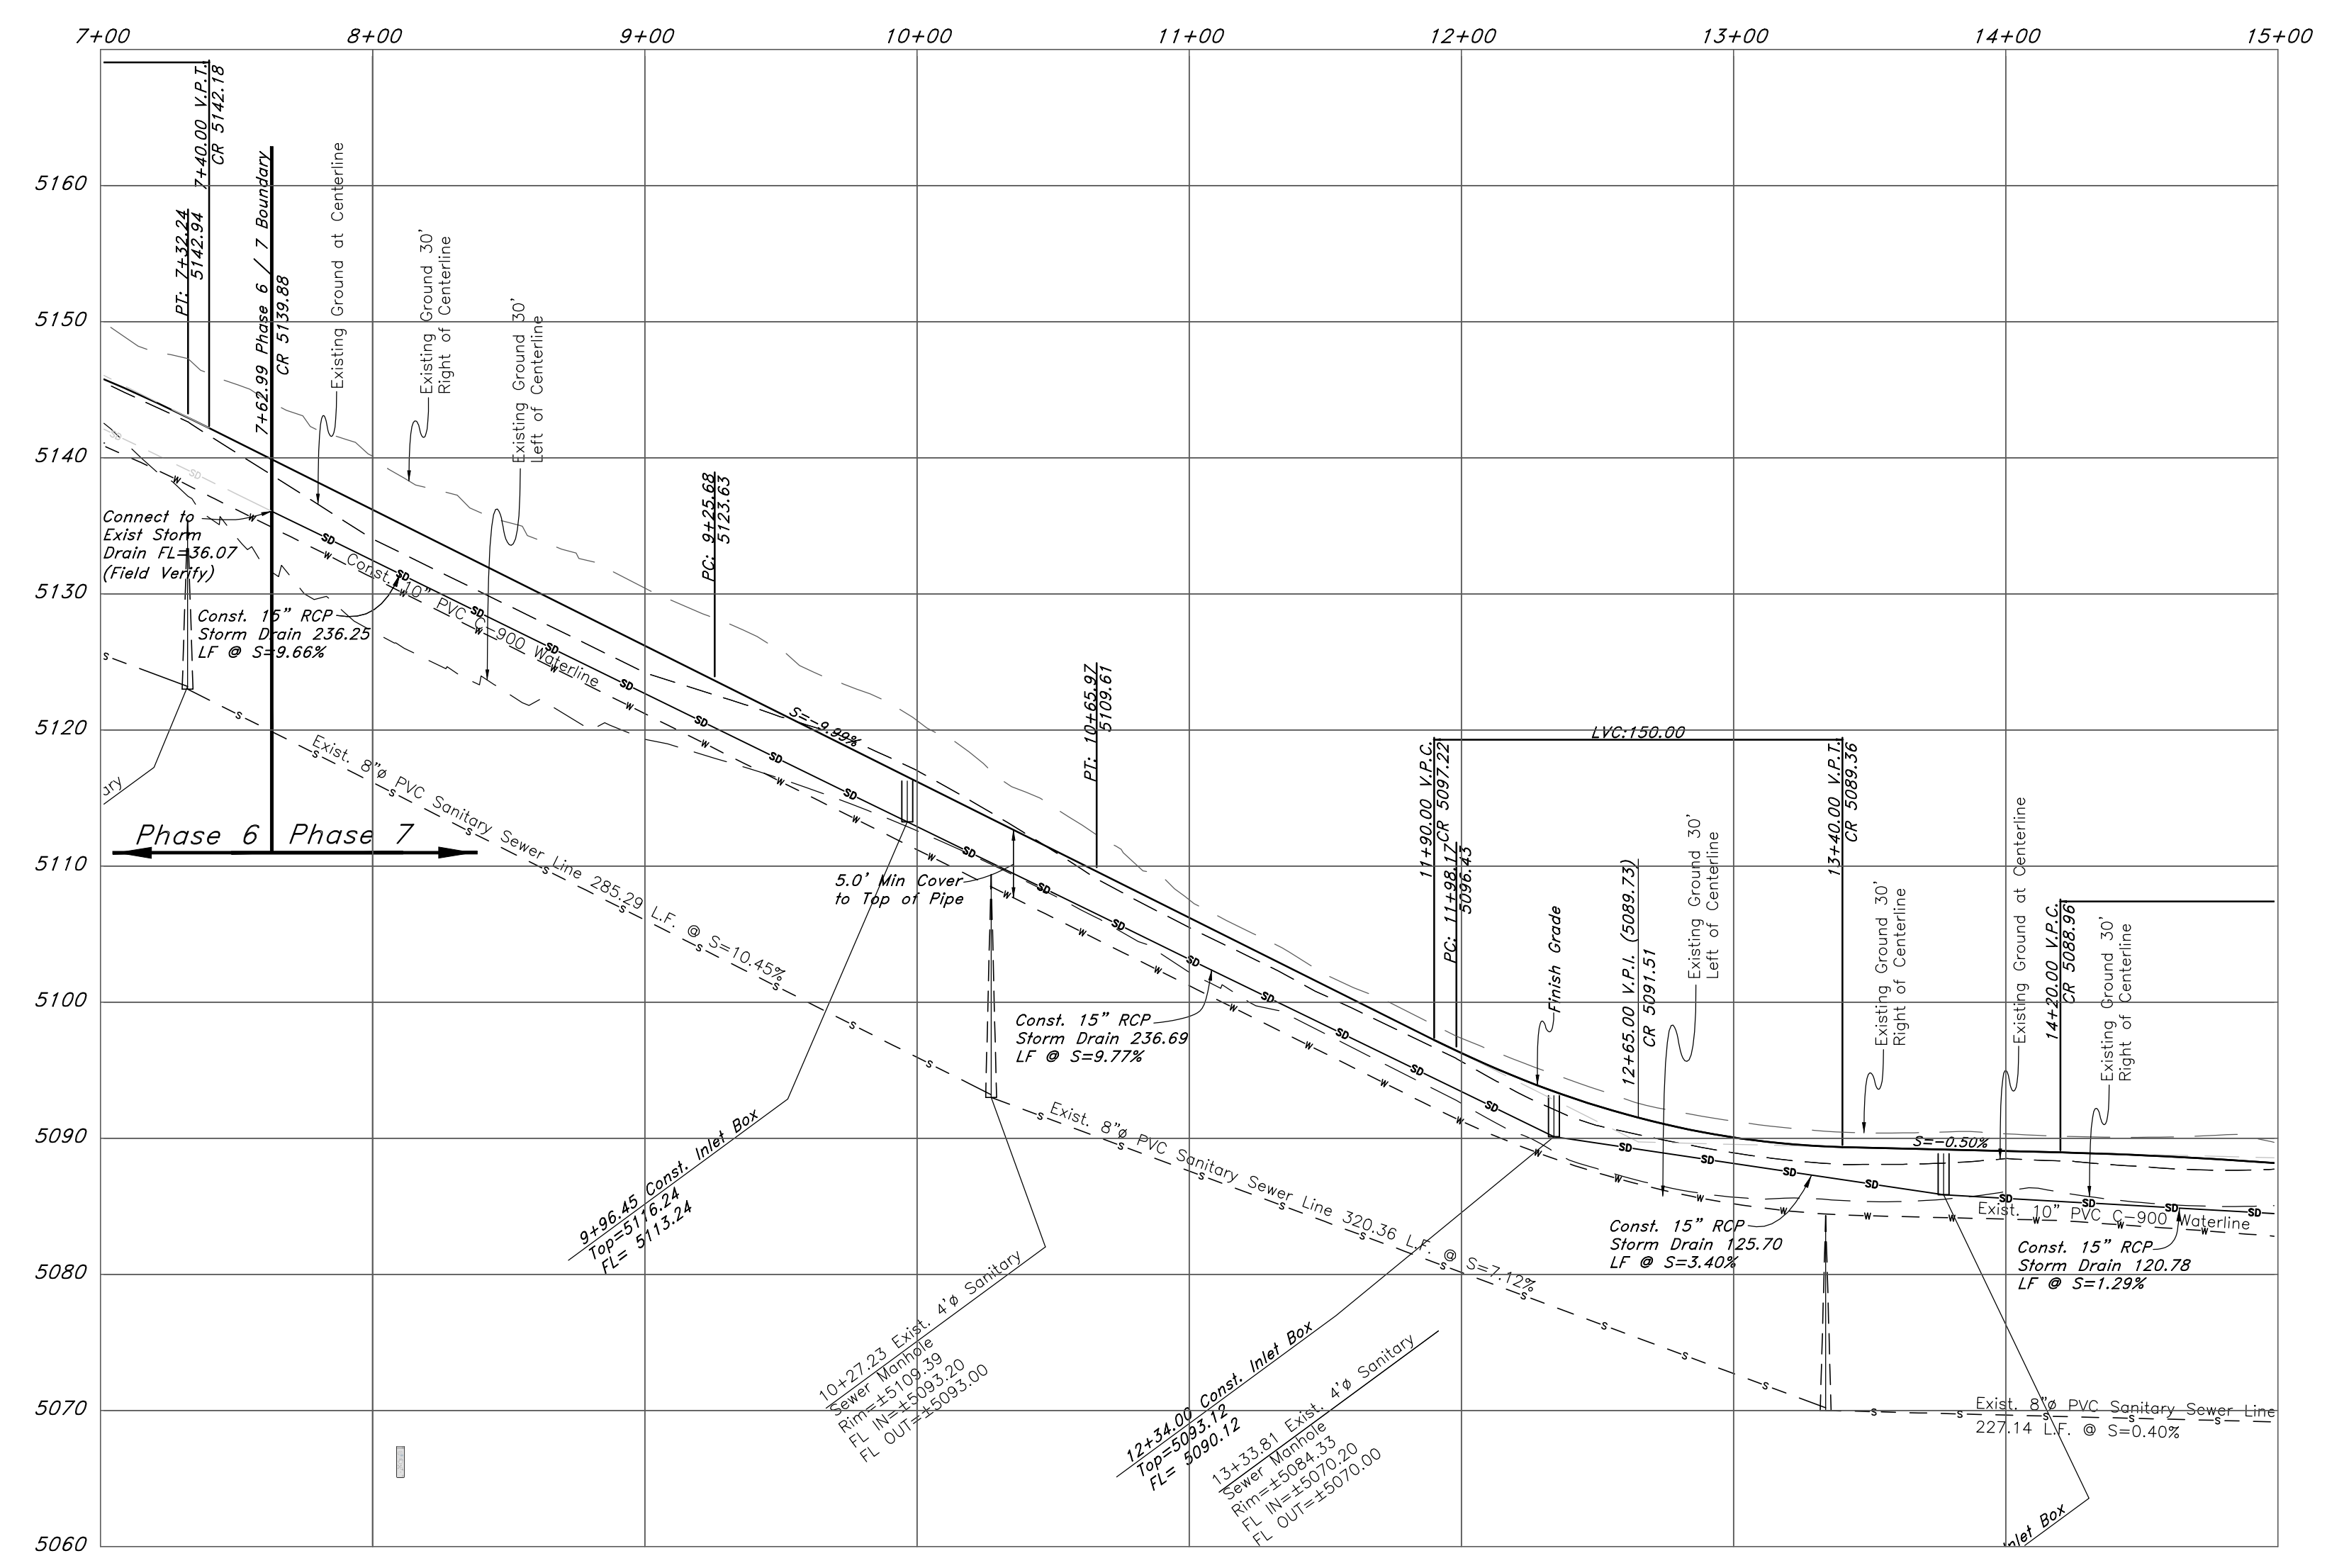 7+00 8+00 9+00 10+00 11+00 12+00 13+00 14+00 15+00
5160
5150
5140
5130
5120
5110
5100
5090
5080
5070
5060
7+40.00 V.P.T.
CR 5142.18
PT: 7+32.24
5142.94
7+62.99 Phase 6 / 7 Boundary
CR 5139.88
Existing Ground at Centerline
Existing Ground 30'
Right of Centerline
Existing Ground 30'
Left of Centerline
Connect to
Exist Storm
Drain FL=36.07
(Field Verify)
Const. 15" RCP
Storm Drain 236.25
LF @ S=9.66%
Const. 10" PVC C-900 Waterline
PC: 9+25.68
5123.63
S=-9.99%
PT: 10+65.97
5109.61
Exist. 8"ø PVC Sanitary Sewer Line 285.29 L.F. @ S=10.45%
ary
Phase 6
Phase 7
5.0' Min Cover
to Top of Pipe
9+96.45 Const. Inlet Box
Top=5116.24
FL= 5113.24
10+27.23 Exist. 4'ø Sanitary
Sewer Manhole
Rim=±5109.39
FL IN=±5093.20
FL OUT=±5093.00
Const. 15" RCP
Storm Drain 236.69
LF @ S=9.77%
Exist. 8"ø PVC Sanitary Sewer Line 320.36 L.F. @ S=7.12%
LVC:150.00
11+90.00 V.P.C.
CR 5097.22
PC: 11+98.17
5096.43
Finish Grade
12+65.00 V.P.I. (5089.73)
CR 5091.51
Existing Ground 30'
Left of Centerline
13+40.00 V.P.T.
CR 5089.36
Existing Ground 30'
Right of Centerline
S=-0.50%
Existing Ground at Centerline
14+20.00 V.P.C.
CR 5088.96
Existing Ground 30'
Right of Centerline
12+34.00 Const. Inlet Box
Top=5093.12
FL= 5090.12
13+33.81 Exist. 4'ø Sanitary
Sewer Manhole
Rim=±5084.33
FL IN=±5070.20
FL OUT=±5070.00
Const. 15" RCP
Storm Drain 125.70
LF @ S=3.40%
Exist. 10" PVC C-900 Waterline
Const. 15" RCP
Storm Drain 120.78
LF @ S=1.29%
Exist. 8"ø PVC Sanitary Sewer Line
227.14 L.F. @ S=0.40%
nlet Box